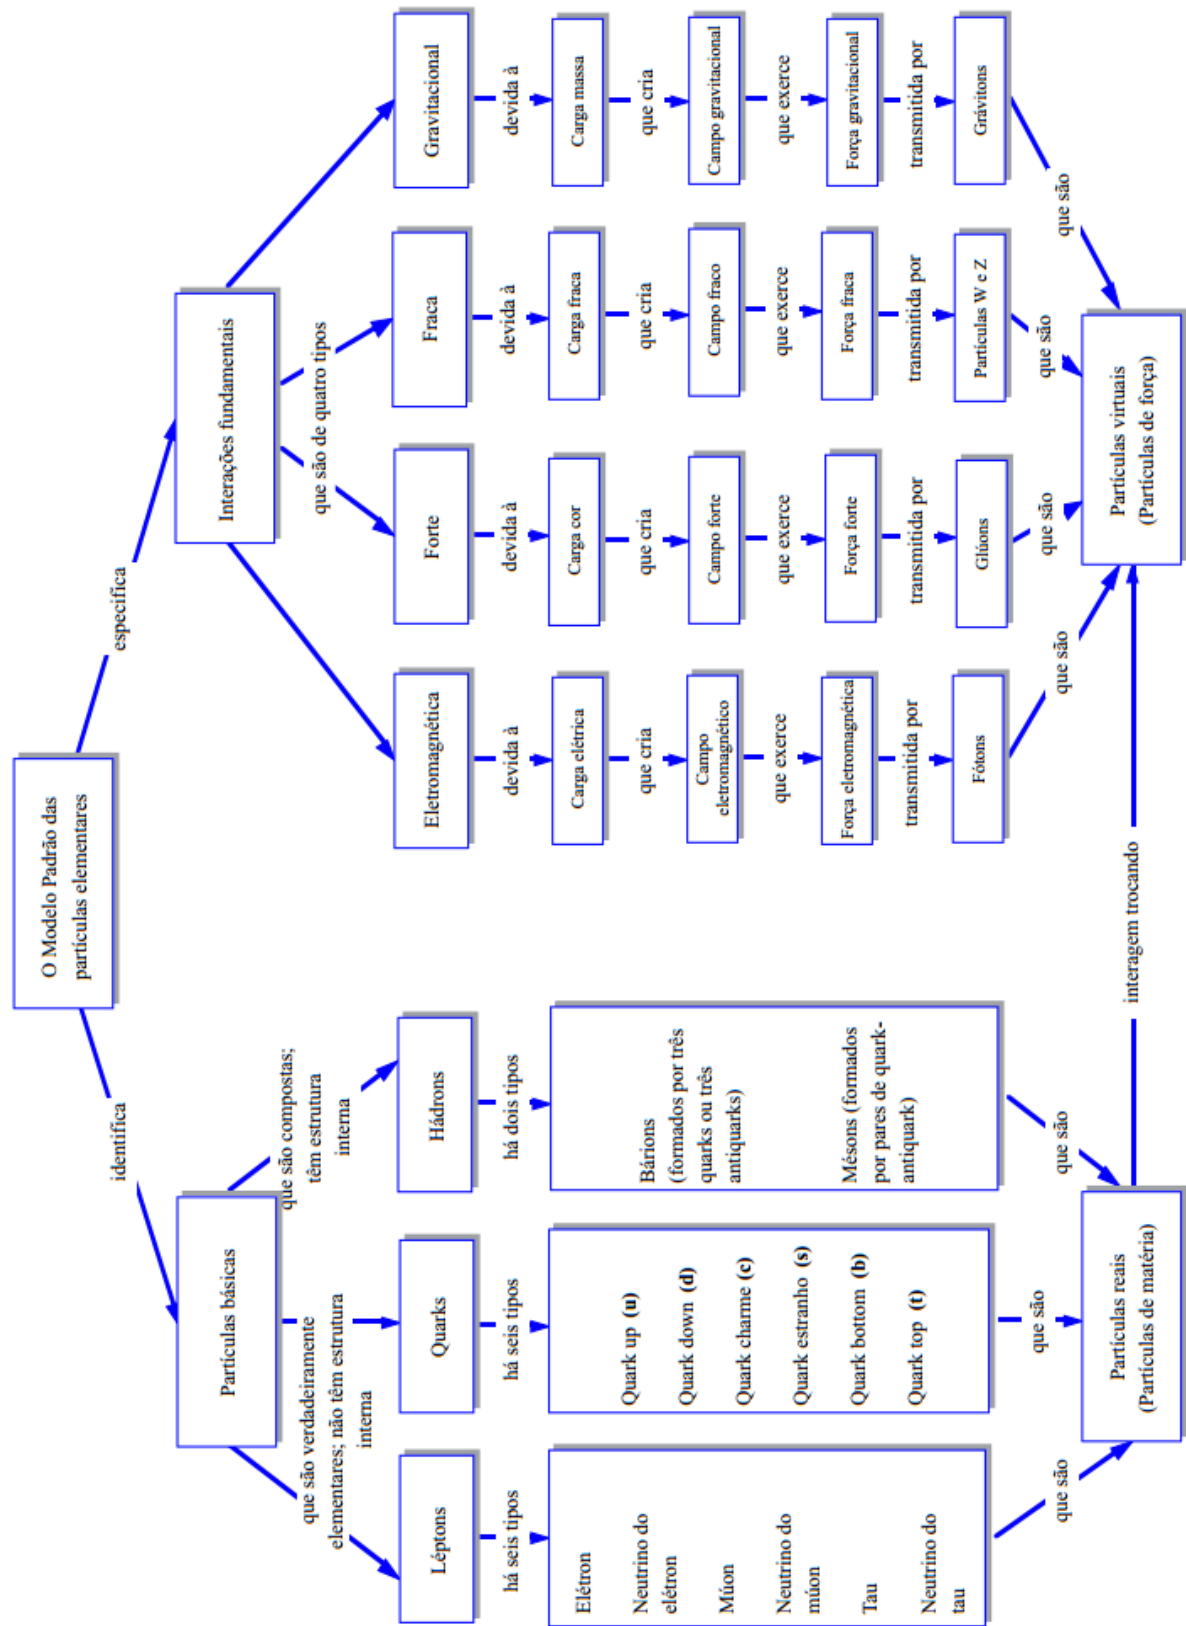 O Modelo Padrão das
partículas elementares
identifica
especifica
Partículas básicas
Interações fundamentais
que são verdadeiramente
elementares; não têm estrutura
interna
que são compostas;
têm estrutura
interna
que são de quatro tipos
Léptons
Quarks
Hádrons
Eletromagnética
Forte
Fraca
Gravitacional
há seis tipos
há seis tipos
há dois tipos
devida à
devida à
devida à
devida à
Elétron
Neutrino do
elétron
Múon
Neutrino do
múon
Tau
Neutrino do
tau
Quark up (u)
Quark down (d)
Quark charme (c)
Quark estranho (s)
Quark bottom (b)
Quark top (t)
Bárions
(formados por três
quarks ou três
antiquarks)
Mésons (formados
por pares de quark-
antiquark)
Carga elétrica
Carga cor
Carga fraca
Carga massa
que cria
que cria
que cria
que cria
Campo
eletromagnético
Campo forte
Campo fraco
Campo gravitacional
que exerce
que exerce
que exerce
que exerce
Força eletromagnética
Força forte
Força fraca
Força gravitacional
transmitida por
transmitida por
transmitida por
transmitida por
Fótons
Glúons
Partículas W e Z
Grávitons
que são
que são
que são
que são
que são
que são
que são
Partículas reais
(Partículas de matéria)
interagem trocando
Partículas virtuais
(Partículas de força)